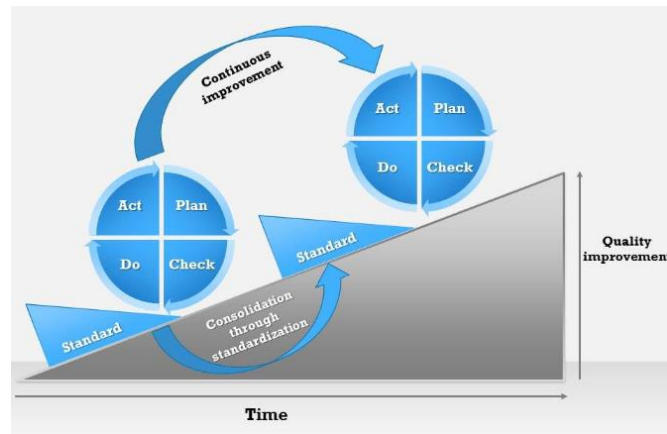 Continuous
improvement
Act
Plan
Do
Check
Act
Plan
Do
Check
Standard
Standard
Consolidation
through
standardization
Quality
improvement
Time